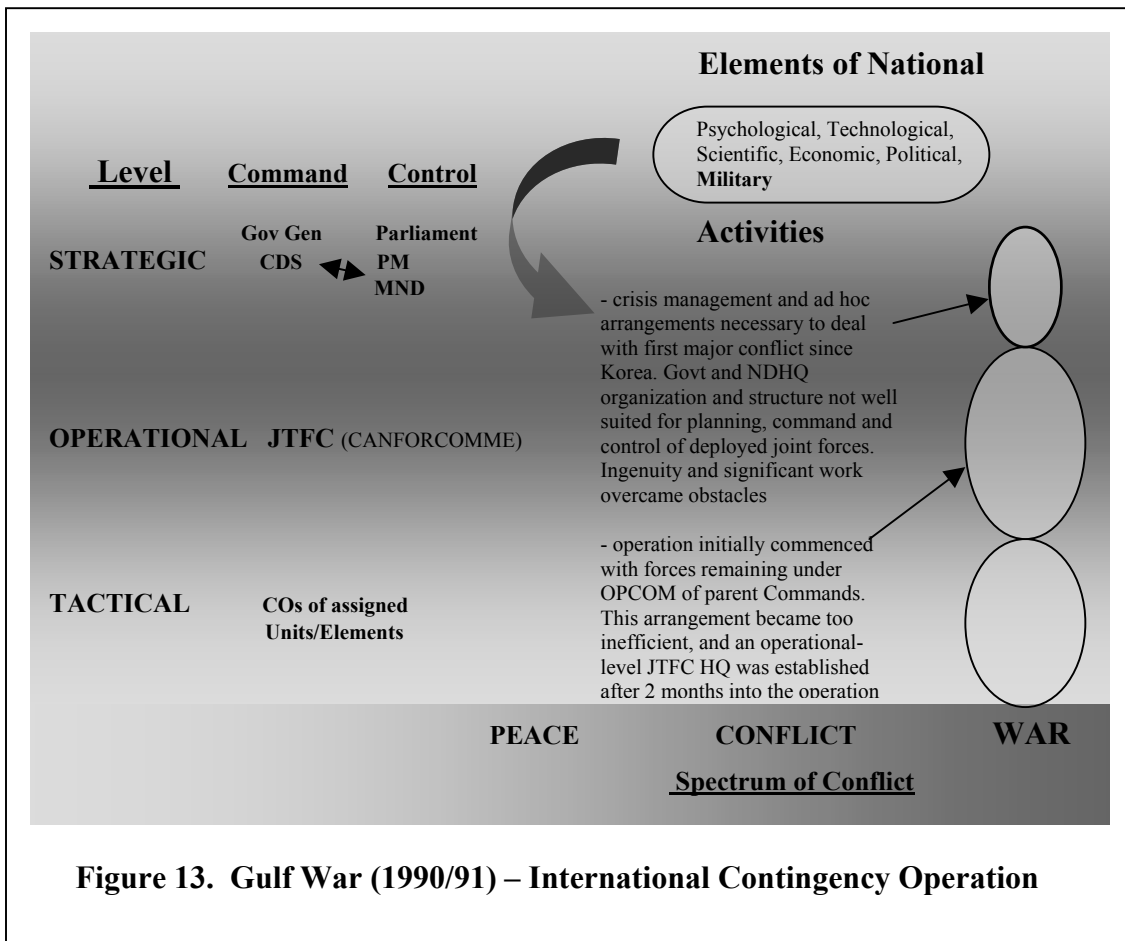 Elements of National
Psychological, Technological,
Scientific, Economic, Political,
Military
Level Command Control
Activities
Gov Gen Parliament
STRATEGIC CDS PM
MND
- crisis management and ad hoc
arrangements necessary to deal
with first major conflict since
Korea. Govt and NDHQ
organization and structure not well
suited for planning, command and
control of deployed joint forces.
Ingenuity and significant work
overcame obstacles
OPERATIONAL JTFC (CANFORCOMME)
- operation initially commenced
with forces remaining under
OPCOM of parent Commands.
This arrangement became too
inefficient, and an operational-
level JTFC HQ was established
after 2 months into the operation
TACTICAL COs of assigned
Units/Elements
PEACE CONFLICT WAR
Spectrum of Conflict
Figure 13. Gulf War (1990/91) – International Contingency Operation